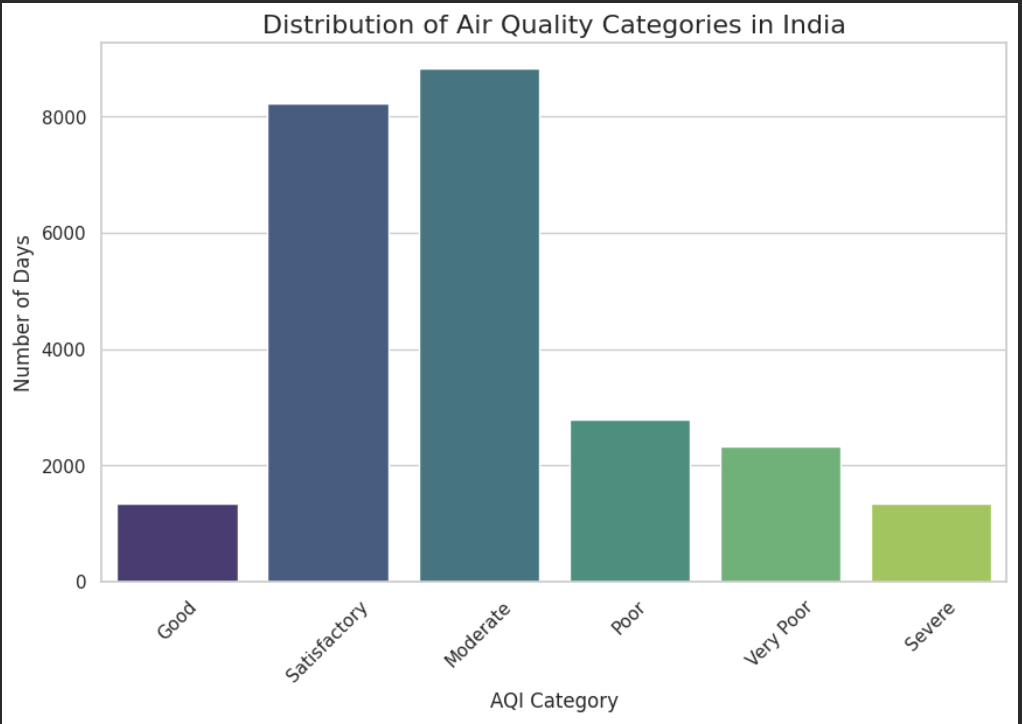 Distribution of Air Quality Categories in India
Number of Days
8000
6000
4000
2000
0
Good
Satisfactory
Moderate
Poor
Very Poor
Severe
AQI Category